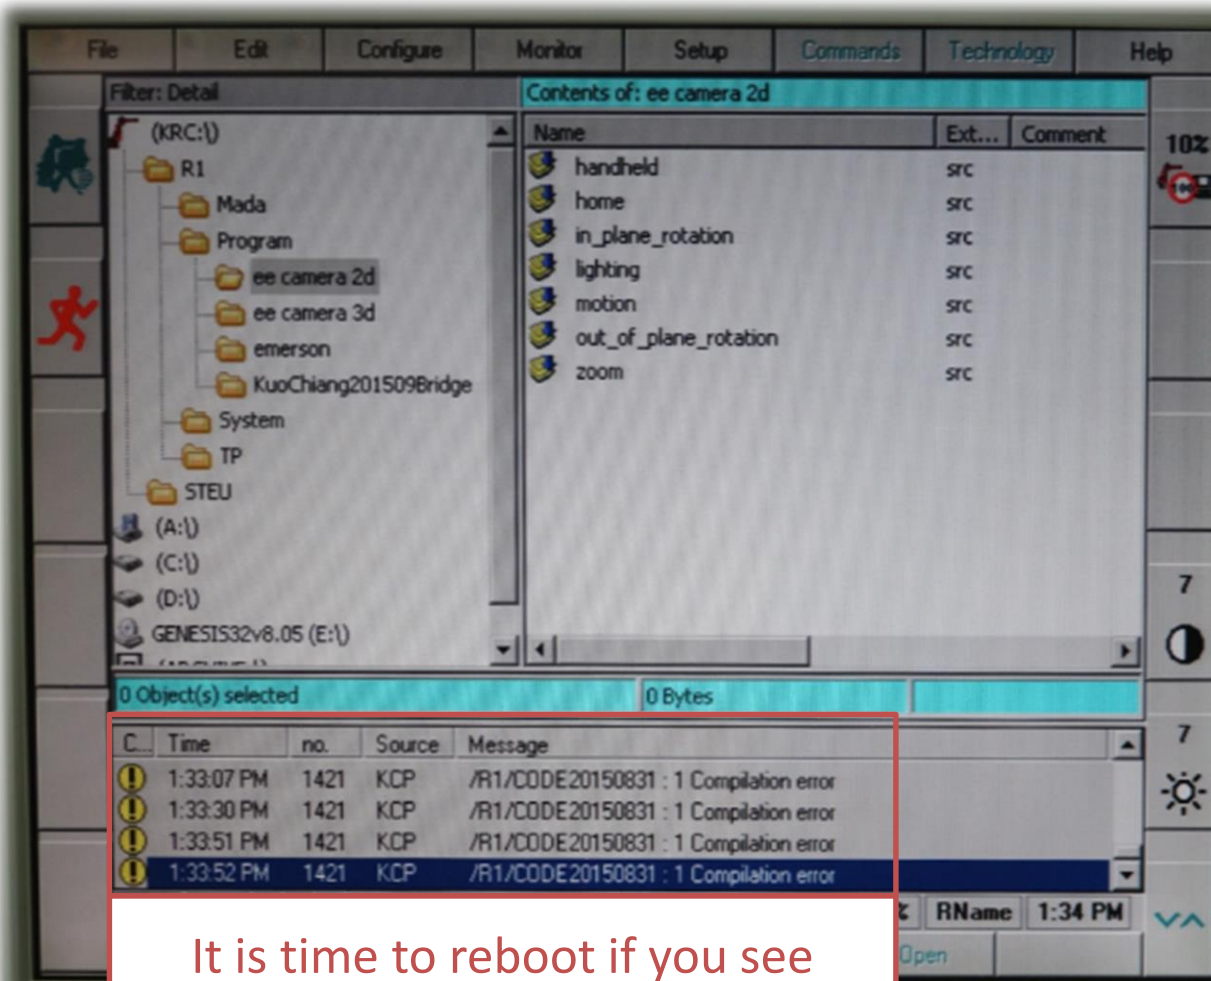 File Edit Configure Monitor Setup Commands Technology Help
Filter: Detail Contents of: ee camera 2d
(KRC:\) Name Ext... Comment
R1 handheld src
Mada home src
Program in_plane_rotation src
ee camera 2d lighting src
ee camera 3d motion src
emerson out_of_plane_rotation src
KuoChiang201509Bridge zoom src
System
TP
STEU
(A:\)
(C:\)
(D:\)
GENESIS32v8.05 (E:\)
10%
100
7
7
0 Object(s) selected 0 Bytes
C... Time no. Source Message
1:33:07 PM 1421 KCP /R1/CODE20150831 : 1 Compilation error
1:33:30 PM 1421 KCP /R1/CODE20150831 : 1 Compilation error
1:33:51 PM 1421 KCP /R1/CODE20150831 : 1 Compilation error
1:33:52 PM 1421 KCP /R1/CODE20150831 : 1 Compilation error
% RName 1:34 PM
Open
It is time to reboot if you see